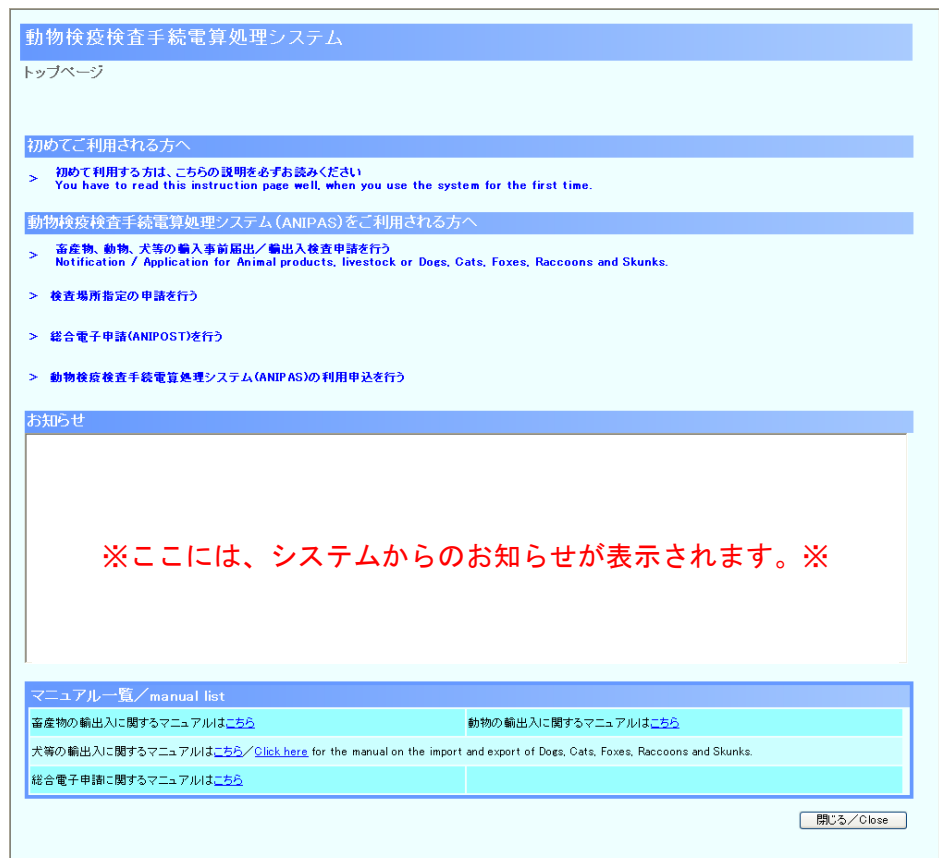 動物検疫検査手続電算処理システム
トップページ
初めてご利用される方へ
> 初めて利用する方は、こちらの説明を必ずお読みください
You have to read this instruction page well, when you use the system for the first time.
動物検疫検査手続電算処理システム(ANIPAS)をご利用される方へ
> 畜産物、動物、犬等の輸入事前届出／輸出入検査申請を行う
Notification / Application for Animal products, livestock or Dogs, Cats, Foxes, Raccoons and Skunks.
> 検査場所指定の申請を行う
> 総合電子申請(ANIPOST)を行う
> 動物検疫検査手続電算処理システム(ANIPAS)の利用申込を行う
お知らせ
※ここには、システムからのお知らせが表示されます。※
マニュアル一覧／manual list
畜産物の輸出入に関するマニュアルはこちら 動物の輸出入に関するマニュアルはこちら
犬等の輸出入に関するマニュアルはこちら／Click here for the manual on the import and export of Dogs, Cats, Foxes, Raccoons and Skunks.
総合電子申請に関するマニュアルはこちら
閉じる／Close